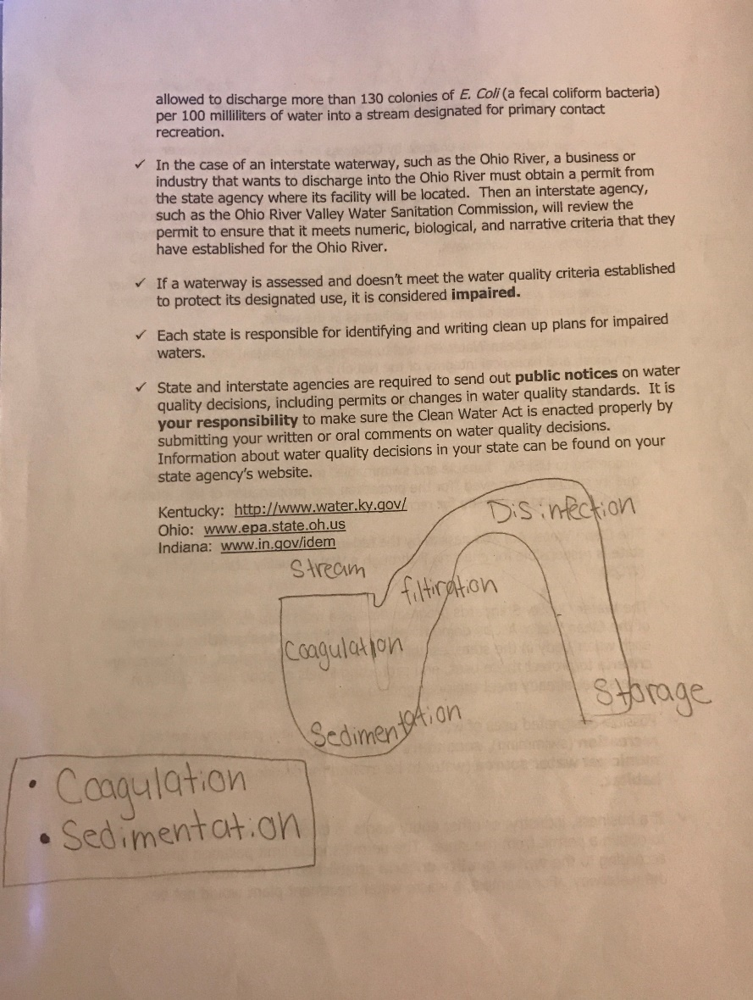 allowed to discharge more than 130 colonies of E. Coli (a fecal coliform bacteria)
per 100 milliliters of water into a stream designated for primary contact
recreation.
✓ In the case of an interstate waterway, such as the Ohio River, a business or
industry that wants to discharge into the Ohio River must obtain a permit from
the state agency where its facility will be located. Then an interstate agency,
such as the Ohio River Valley Water Sanitation Commission, will review the
permit to ensure that it meets numeric, biological, and narrative criteria that they
have established for the Ohio River.
✓ If a waterway is assessed and doesn't meet the water quality criteria established
to protect its designated use, it is considered impaired.
✓ Each state is responsible for identifying and writing clean up plans for impaired
waters.
✓ State and interstate agencies are required to send out public notices on water
quality decisions, including permits or changes in water quality standards. It is
your responsibility to make sure the Clean Water Act is enacted properly by
submitting your written or oral comments on water quality decisions.
Information about water quality decisions in your state can be found on your
state agency's website.
Kentucky: http://www.water.ky.gov/
Ohio: www.epa.state.oh.us
Indiana: www.in.gov/idem
Disinfection
Stream
filtiration
Coagulation
Storage
Sedimentation
• Coagulation
• Sedimentation